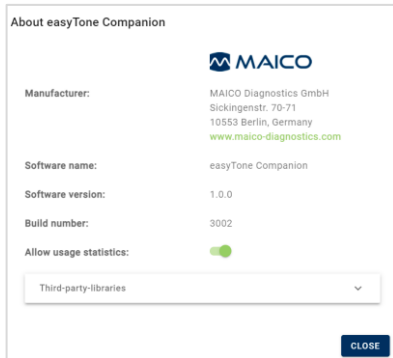 About easyTone Companion
MAICO
Manufacturer: MAICO Diagnostics GmbH
Sickingenstr. 70-71
10553 Berlin, Germany
www.maico-diagnostics.com
Software name: easyTone Companion
Software version: 1.0.0
Build number: 3002
Allow usage statistics:
Third-party-libraries
CLOSE